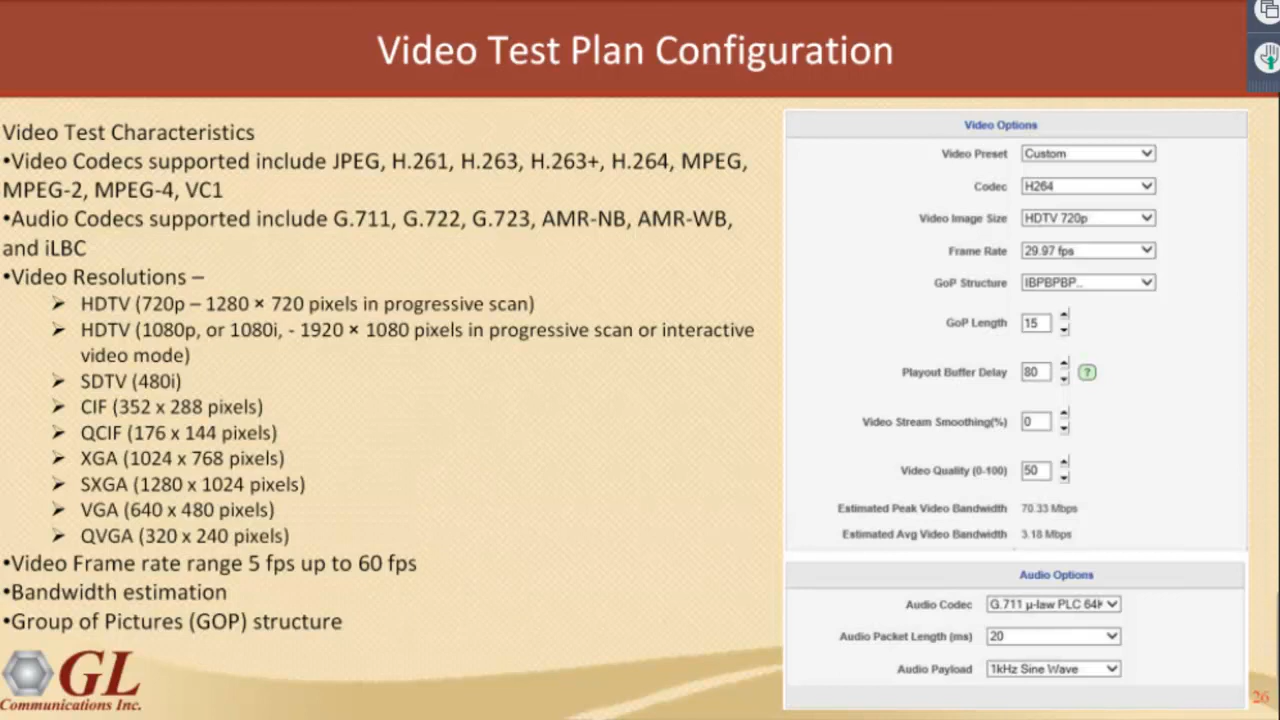 Video Test Plan Configuration
Video Test Characteristics
•Video Codecs supported include JPEG, H.261, H.263, H.263+, H.264, MPEG,
MPEG-2, MPEG-4, VC1
•Audio Codecs supported include G.711, G.722, G.723, AMR-NB, AMR-WB,
and iLBC
•Video Resolutions –
➢ HDTV (720p – 1280 × 720 pixels in progressive scan)
➢ HDTV (1080p, or 1080i, - 1920 × 1080 pixels in progressive scan or interactive
video mode)
➢ SDTV (480i)
➢ CIF (352 x 288 pixels)
➢ QCIF (176 x 144 pixels)
➢ XGA (1024 x 768 pixels)
➢ SXGA (1280 x 1024 pixels)
➢ VGA (640 x 480 pixels)
➢ QVGA (320 x 240 pixels)
•Video Frame rate range 5 fps up to 60 fps
•Bandwidth estimation
•Group of Pictures (GOP) structure
GL
Communications Inc.
Video Options
Video Preset Custom
Codec H264
Video Image Size HDTV 720p
Frame Rate 29.97 fps
GoP Structure IBPBPBP..
GoP Length 15
Playout Buffer Delay 80 ?
Video Stream Smoothing(%) 0
Video Quality (0-100) 50
Estimated Peak Video Bandwidth 70.33 Mbps
Estimated Avg Video Bandwidth 3.18 Mbps
Audio Options
Audio Codec G.711 µ-law PLC 64K
Audio Packet Length (ms) 20
Audio Payload 1kHz Sine Wave
26